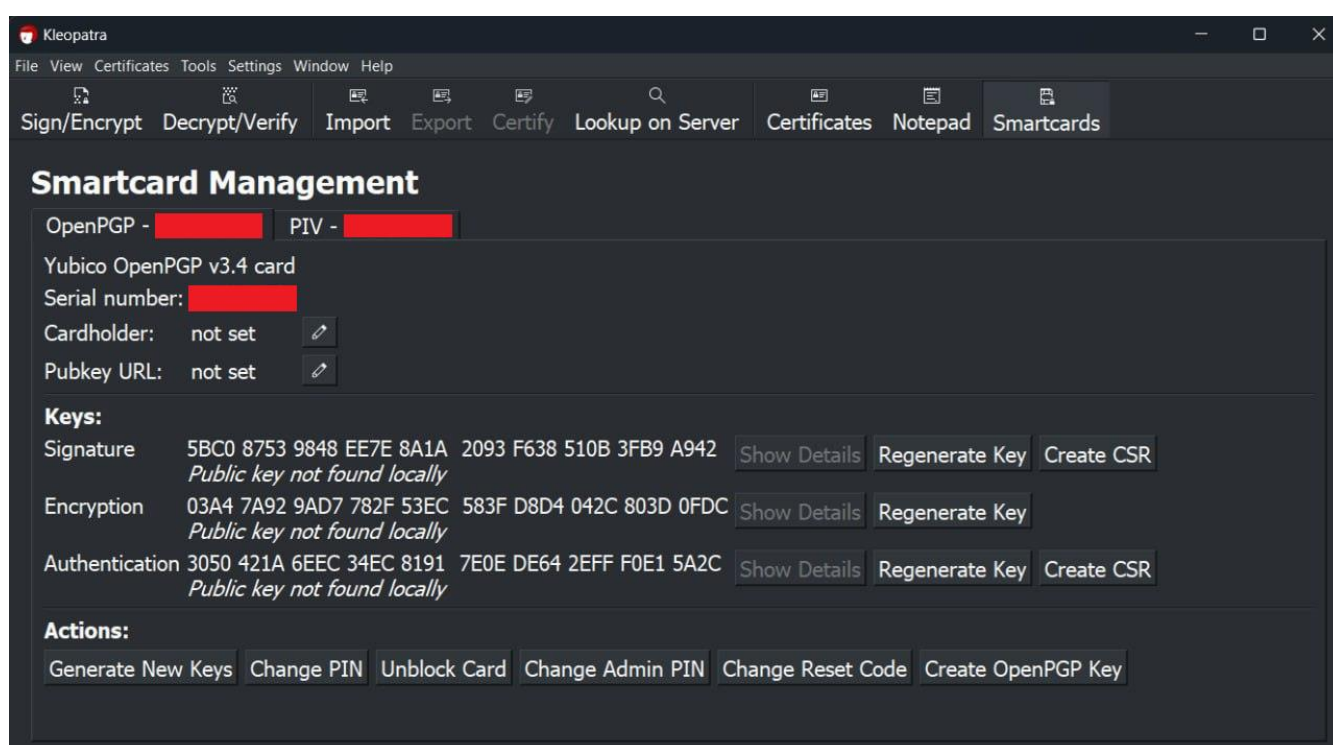 Kleopatra
File View Certificates Tools Settings Window Help
Sign/Encrypt Decrypt/Verify Import Export Certify Lookup on Server Certificates Notepad Smartcards
Smartcard Management
OpenPGP - PIV -
Yubico OpenPGP v3.4 card
Serial number:
Cardholder: not set
Pubkey URL: not set
Keys:
Signature 5BC0 8753 9848 EE7E 8A1A 2093 F638 510B 3FB9 A942 Show Details Regenerate Key Create CSR
Public key not found locally
Encryption 03A4 7A92 9AD7 782F 53EC 583F D8D4 042C 803D 0FDC Show Details Regenerate Key
Public key not found locally
Authentication 3050 421A 6EEC 34EC 8191 7E0E DE64 2EFF F0E1 5A2C Show Details Regenerate Key Create CSR
Public key not found locally
Actions:
Generate New Keys Change PIN Unblock Card Change Admin PIN Change Reset Code Create OpenPGP Key